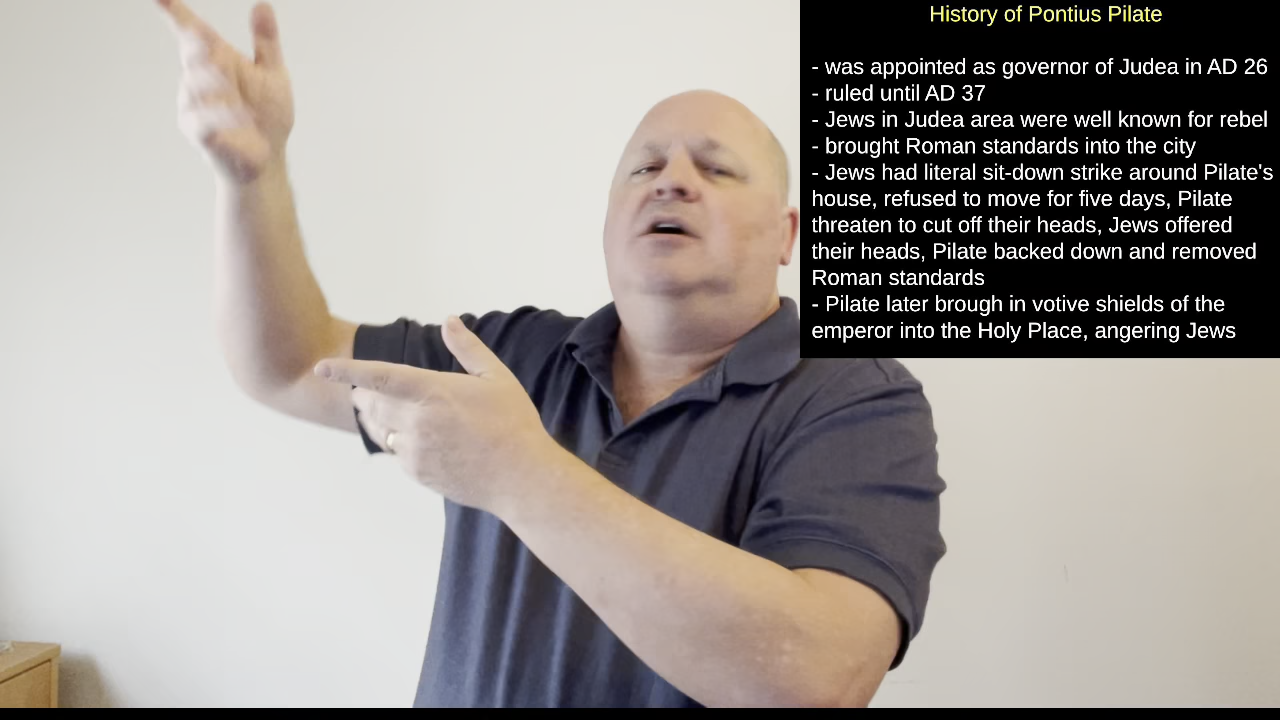 History of Pontius Pilate
- was appointed as governor of Judea in AD 26
- ruled until AD 37
- Jews in Judea area were well known for rebel
- brought Roman standards into the city
- Jews had literal sit-down strike around Pilate's
house, refused to move for five days, Pilate
threaten to cut off their heads, Jews offered
their heads, Pilate backed down and removed
Roman standards
- Pilate later brough in votive shields of the
emperor into the Holy Place, angering Jews